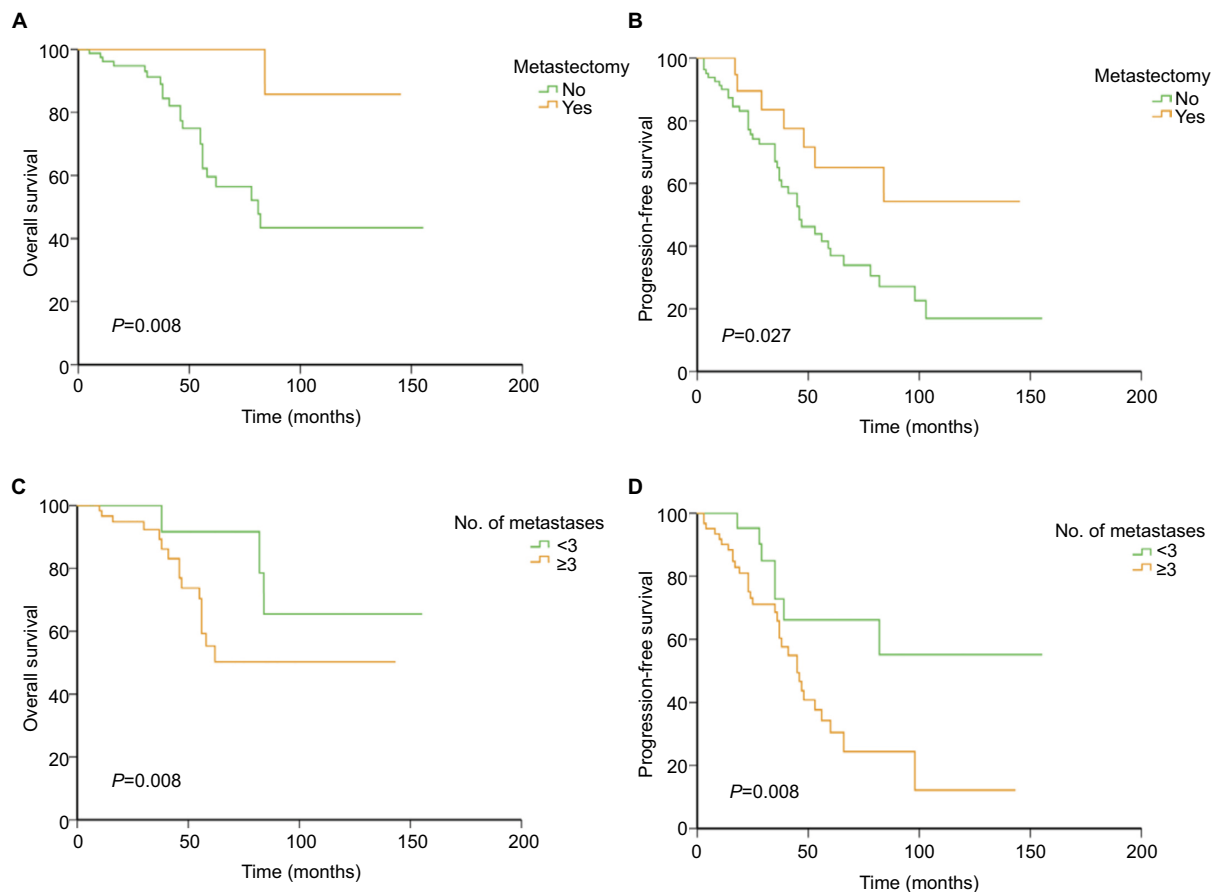 A
100
80
60
40
20
0
Overall survival
Metastectomy
No
Yes
P=0.008
0 50 100 150 200
Time (months)
B
100
80
60
40
20
0
Progression-free survival
Metastectomy
No
Yes
P=0.027
0 50 100 150 200
Time (months)
C
100
80
60
40
20
0
Overall survival
No. of metastases
<3
≥3
P=0.008
0 50 100 150 200
Time (months)
D
100
80
60
40
20
0
Progression-free survival
No. of metastases
<3
≥3
P=0.008
0 50 100 150 200
Time (months)